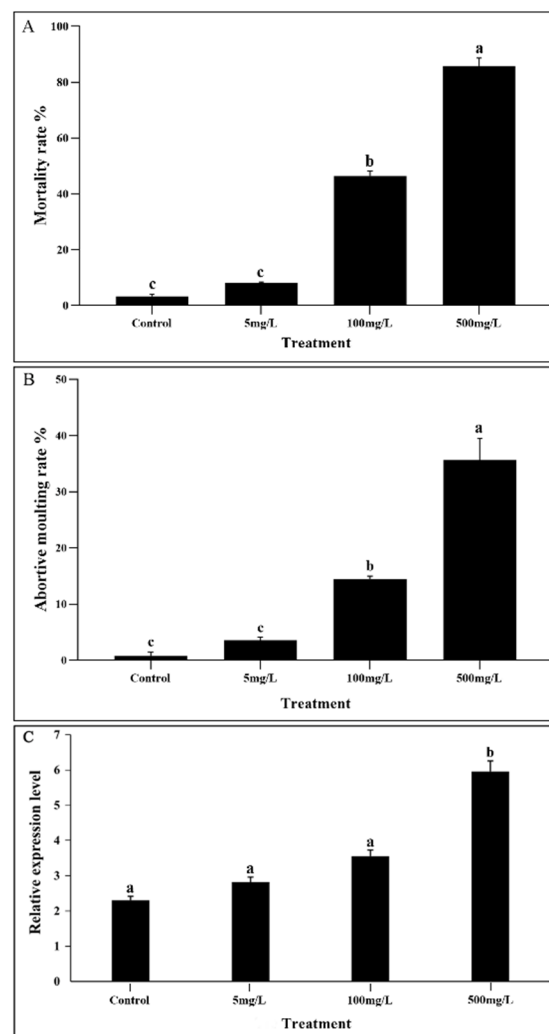 A
Mortality rate %
100
80
60
40
20
0
c
c
b
a
Control 5mg/L 100mg/L 500mg/L
Treatment
B
Abortive moulting rate %
50
40
30
20
10
0
c
c
b
a
Control 5mg/L 100mg/L 500mg/L
Treatment
C
Relative expression level
7
6
5
4
3
2
1
0
a
a
a
b
Control 5mg/L 100mg/L 500mg/L
Treatment